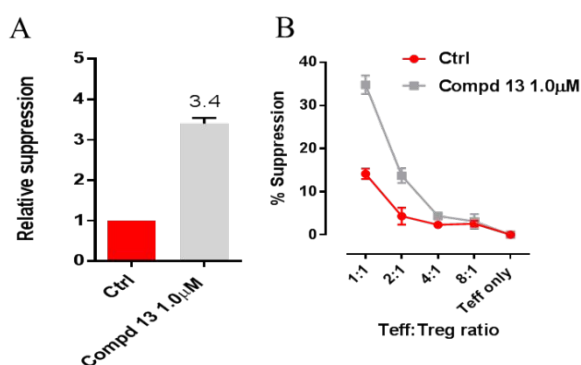 A
Relative suppression
5
4
3
2
1
0
3.4
Ctrl
Compd 13 1.0µM
B
Ctrl
Compd 13 1.0µM
% Suppression
40
30
20
10
0
1:1
2:1
4:1
8:1
Teff only
Teff:Treg ratio